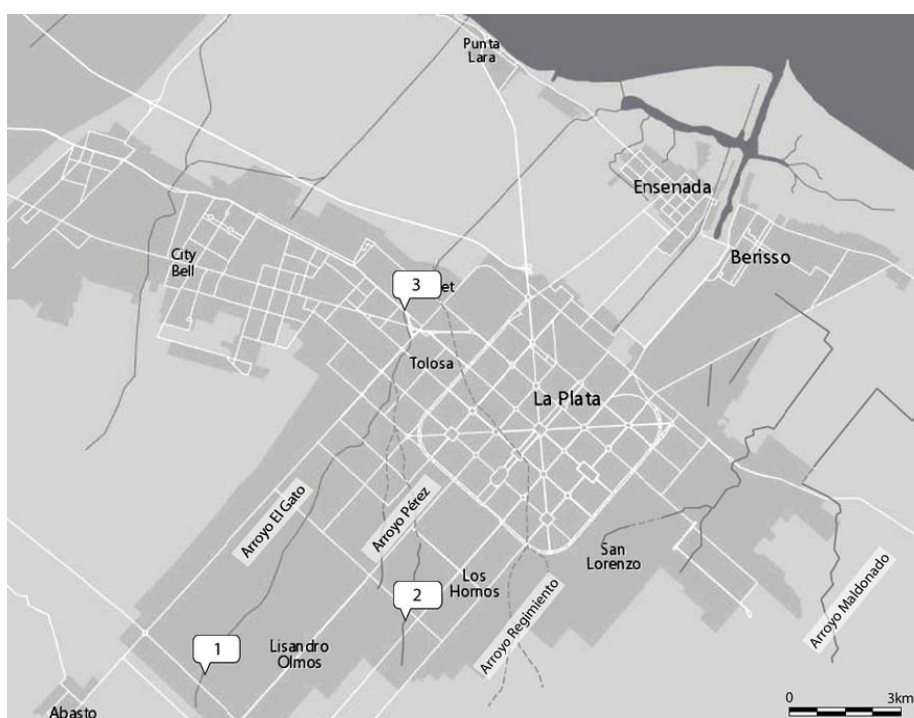 Punta
Lara
Ensenada
Berisso
City
Bell
3
et
Tolosa
La Plata
Arroyo El Gato
Arroyo Pérez
San
Lorenzo
Los
Hornos
2
Arroyo Regimiento
Arroyo Maldonado
1
Lisandro
Olmos
Abasto
0 3km